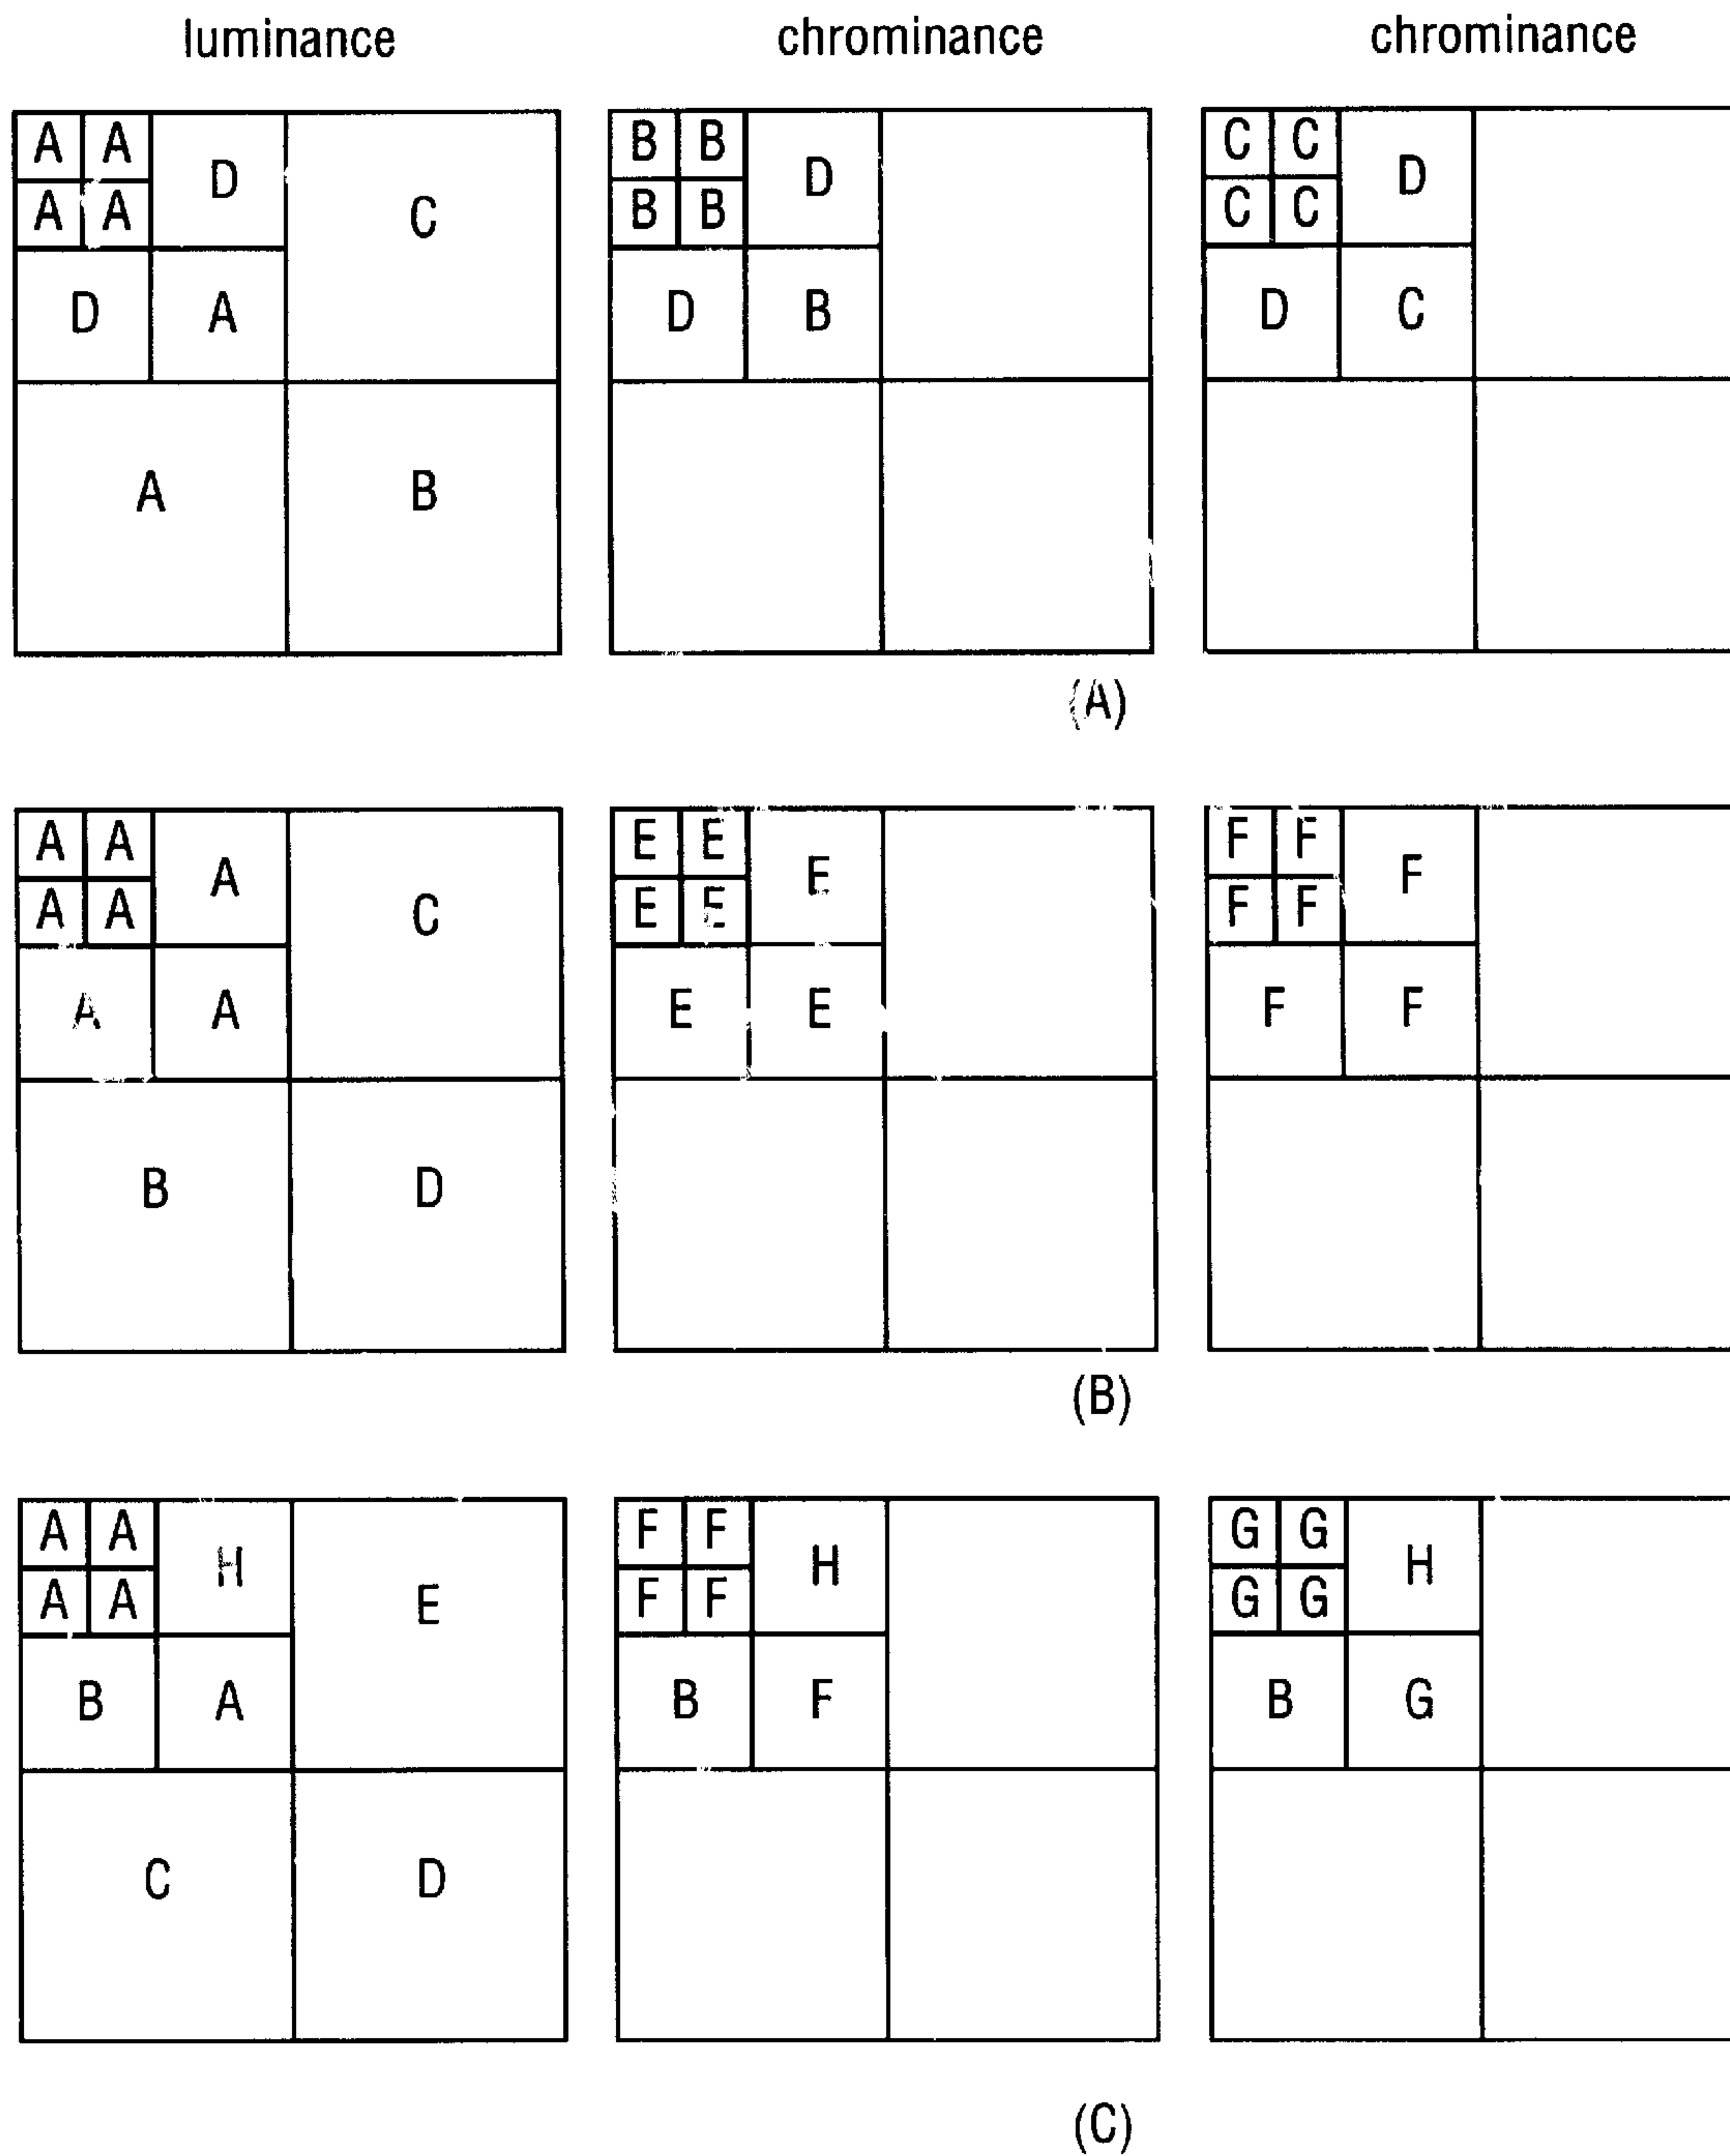 luminance chrominance chrominance
A A D C B B D C C D
A A B B C C
D A D B D C
A B
(A)
A A A C E E E F F F
A A E E F F
A A E E F F
B D
(B)
A A H E F F H G G H
A A F F G G
B A B F B G
C D
(C)